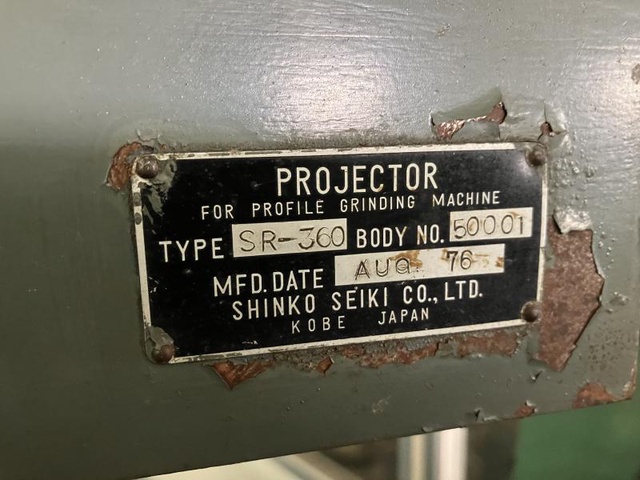 PROJECTOR
FOR PROFILE GRINDING MACHINE
TYPE SR-360 BODY NO. 50001
MFD. DATE AUG. 76
SHINKO SEIKI CO., LTD.
KOBE JAPAN